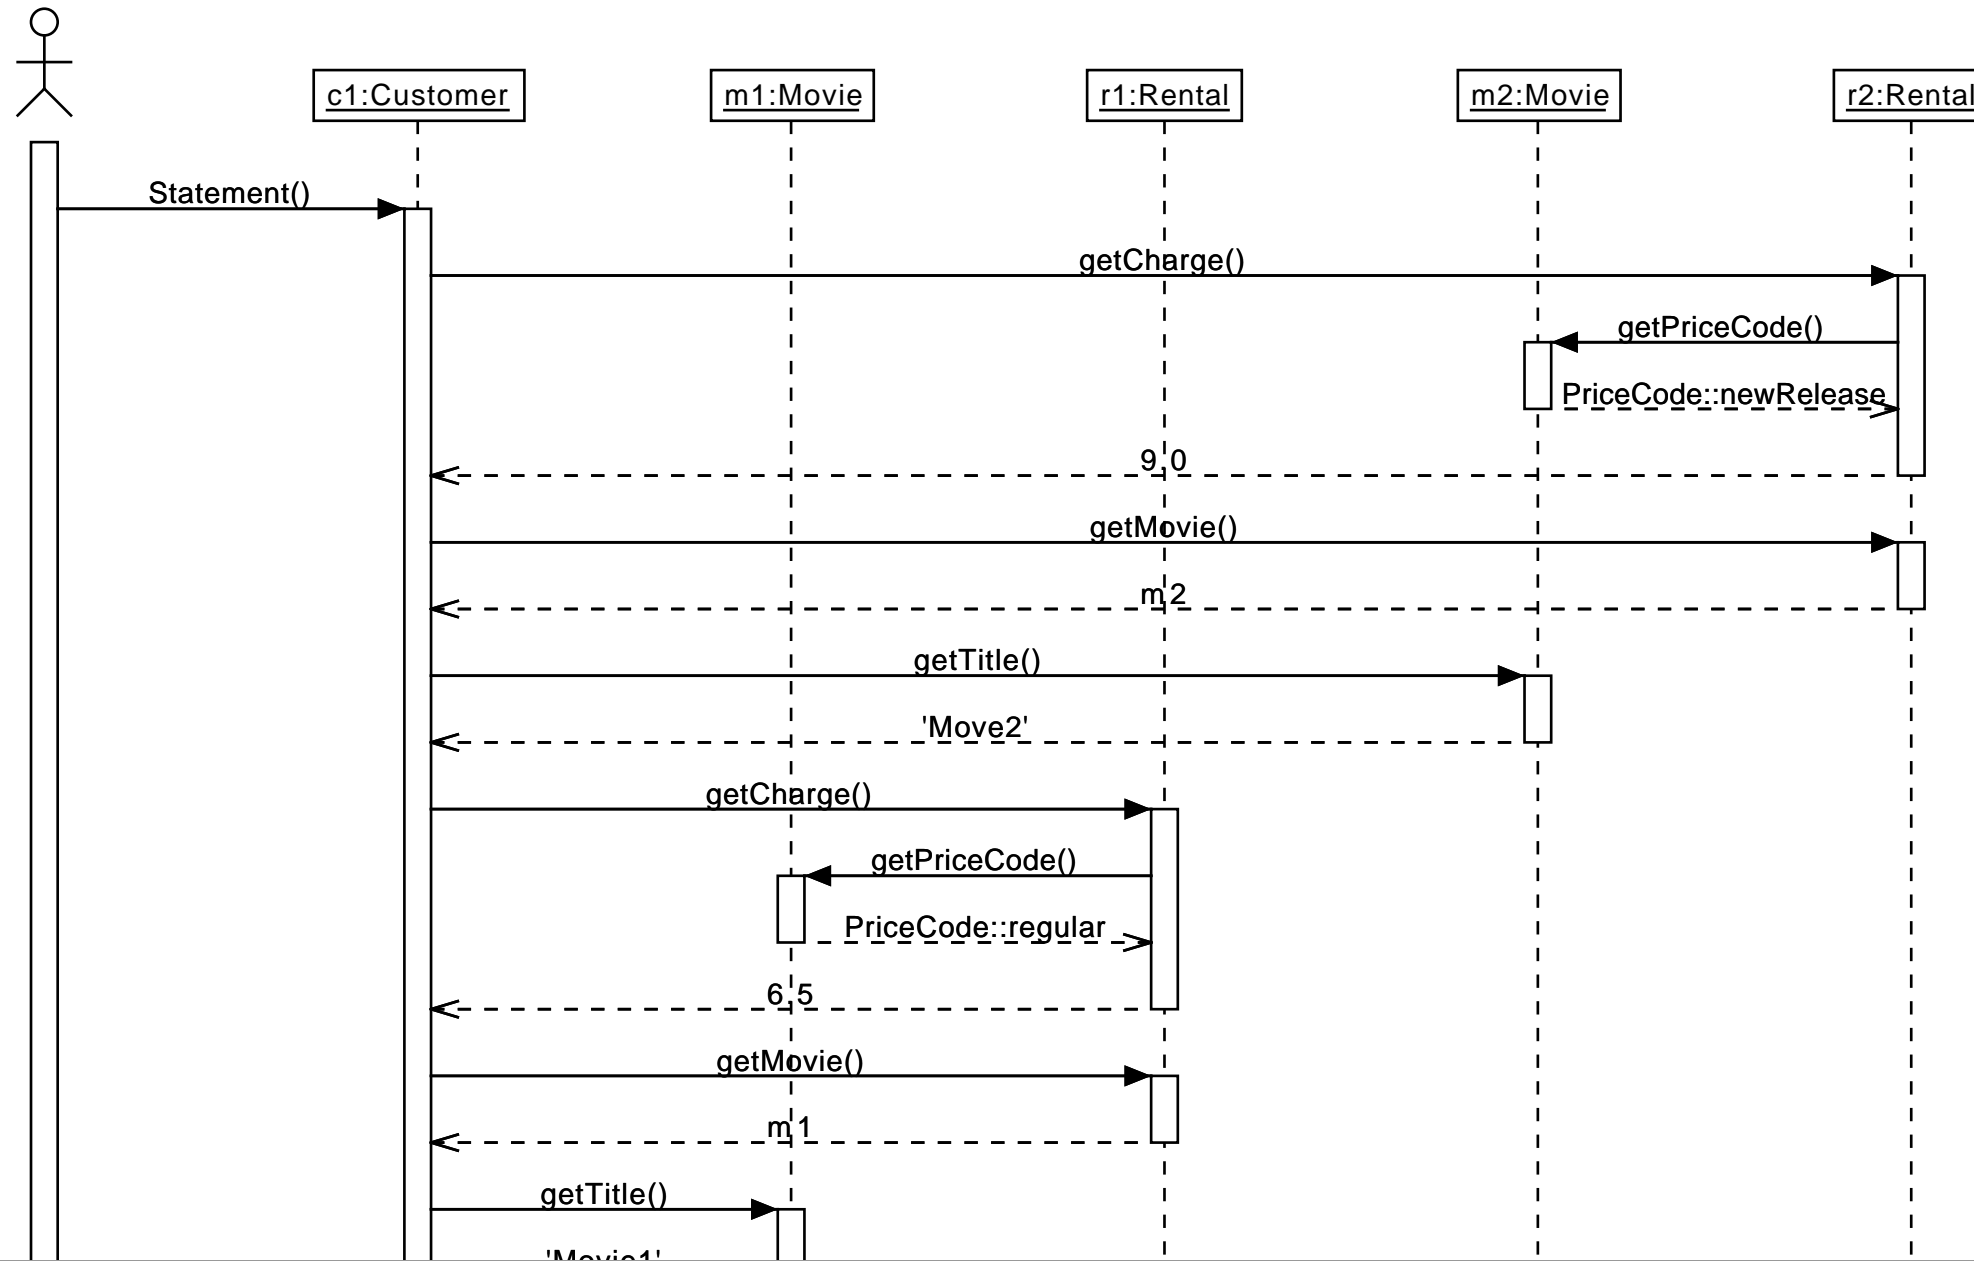 c1:Customer
m1:Movie
r1:Rental
m2:Movie
r2:Rental
Statement()
getCharge()
getPriceCode()
PriceCode::newRelease
9.0
getMovie()
m2
getTitle()
'Move2'
getCharge()
getPriceCode()
PriceCode::regular
6.5
getMovie()
m1
getTitle()
'Movie1'